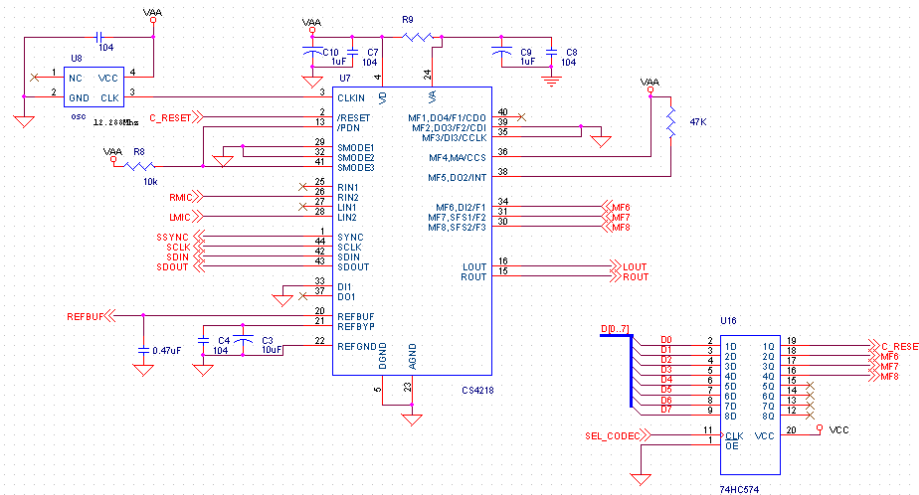 VAA
104
U8
1 NC VCC 4
2 GND CLK 3
osc
12.288Mhz
VAA
C10
1uF
C7
104
R9
C9
1uF
C8
104
U7
4
24
VD
VA
3 CLKIN
C_RESET 2 /RESET
13 /PDN
VAA
R8
10k
29 SMODE1
32 SMODE2
41 SMODE3
25 RIN1
RMIC 26 RIN2
27 LIN1
LMIC 28 LIN2
SSYNC 1 SYNC
SCLK 44 SCLK
SDIN 42 SDIN
SDOUT 43 SDOUT
33 DI1
37 DO1
REFBUF 20 REFBUF
21 REFBYP
22 REFGND
0.47uF
C4
104
C3
10uF
DGND
AGND
5
23
CS4218
MF1,DO4/F1/CDO 40
MF2,DO3/F2/CDI 39
MF3/DI3/CCLK 35
MF4,MA/CCS 36
MF5,DO2/INT 38
VAA
47K
MF6,DI2/F1 34 MF6
MF7,SFS1/F2 31 MF7
MF8,SFS2/F3 30 MF8
LOUT 16 LOUT
ROUT 15 ROUT
U16
D[0..7]
D0 2 1D 1Q 19 C_RESE
D1 3 2D 2Q 18 MF6
D2 4 3D 3Q 17 MF7
D3 5 4D 4Q 16 MF8
D4 6 5D 5Q 15
D5 7 6D 6Q 14
D6 8 7D 7Q 13
D7 9 8D 8Q 12
SEL_CODEC 11 CLK VCC 20 VCC
1 OE
74HC574